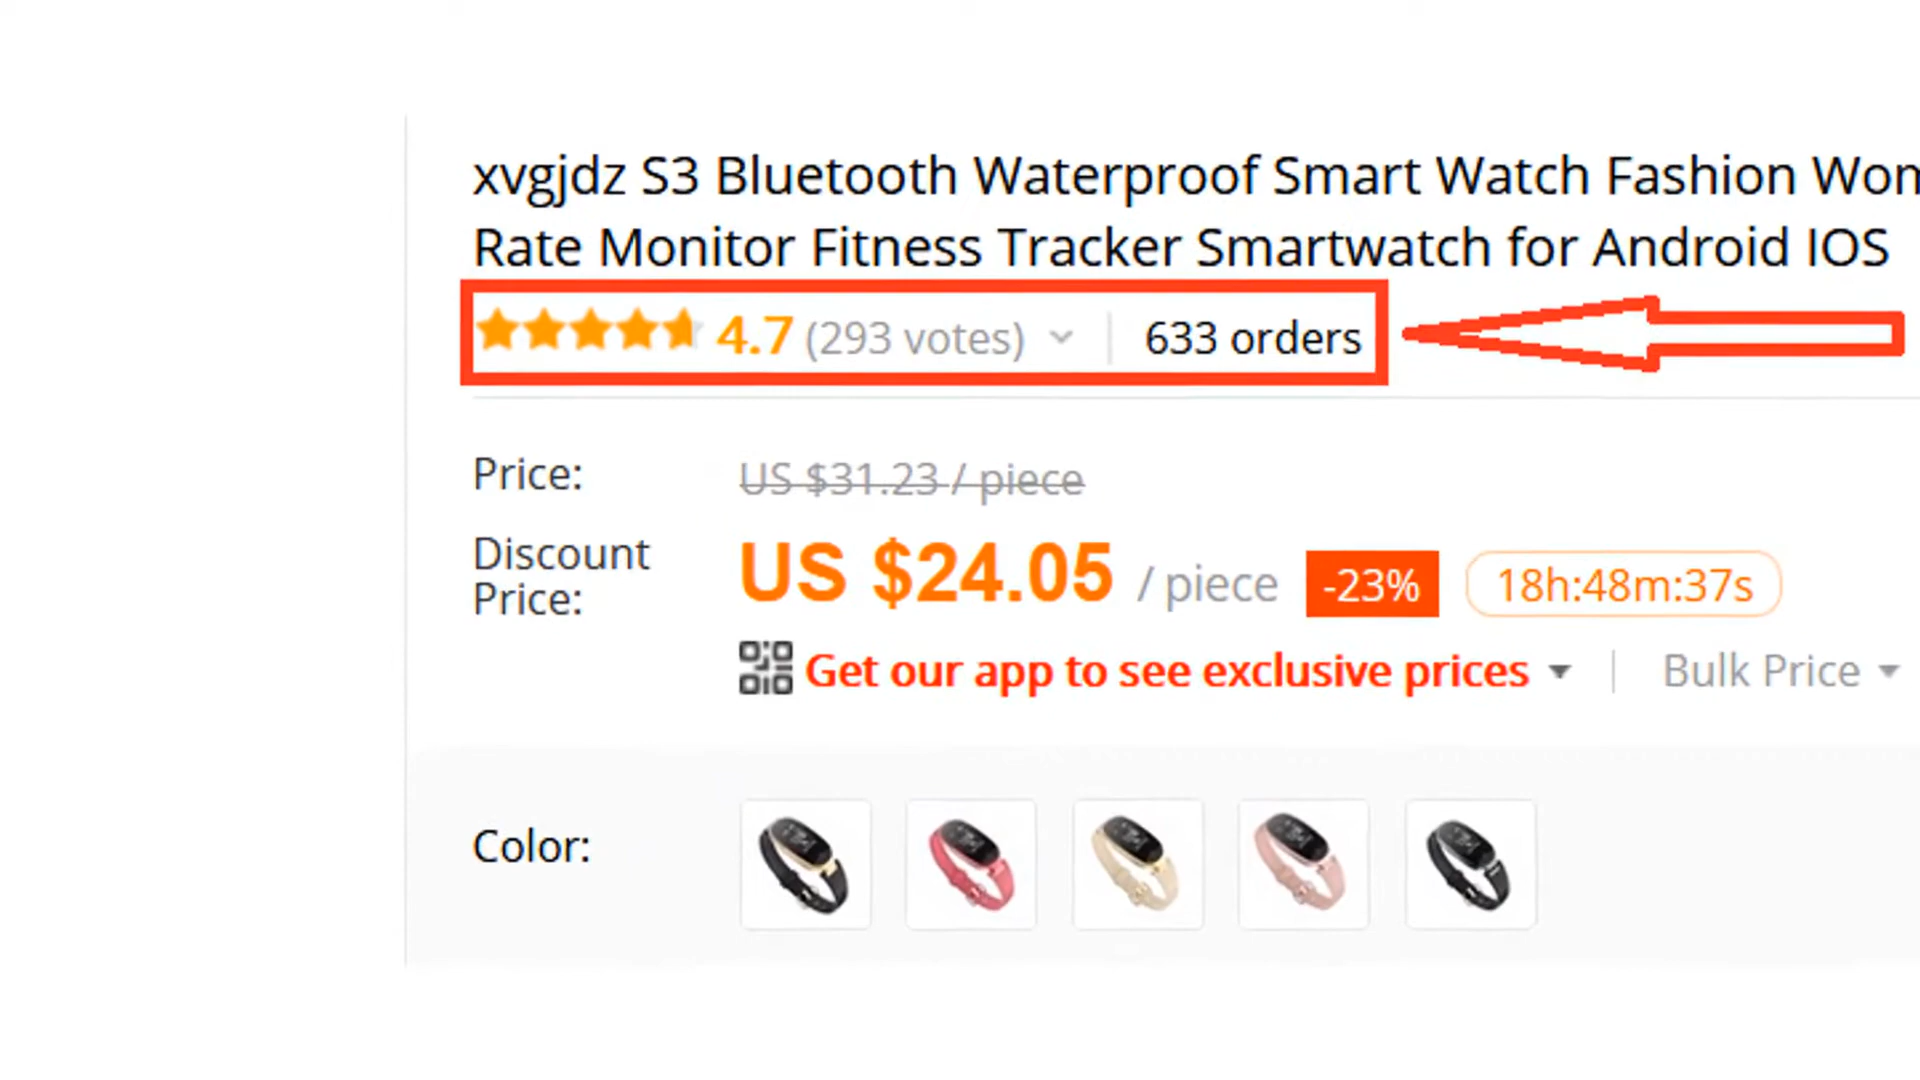 xvgjdz S3 Bluetooth Waterproof Smart Watch Fashion
Rate Monitor Fitness Tracker Smartwatch for Android IOS
4.7 (293 votes) 633 orders
Price: US $31.23 / piece
Discount Price: US $24.05 / piece -23% 18h:48m:37s
Get our app to see exclusive prices Bulk Price
Color: